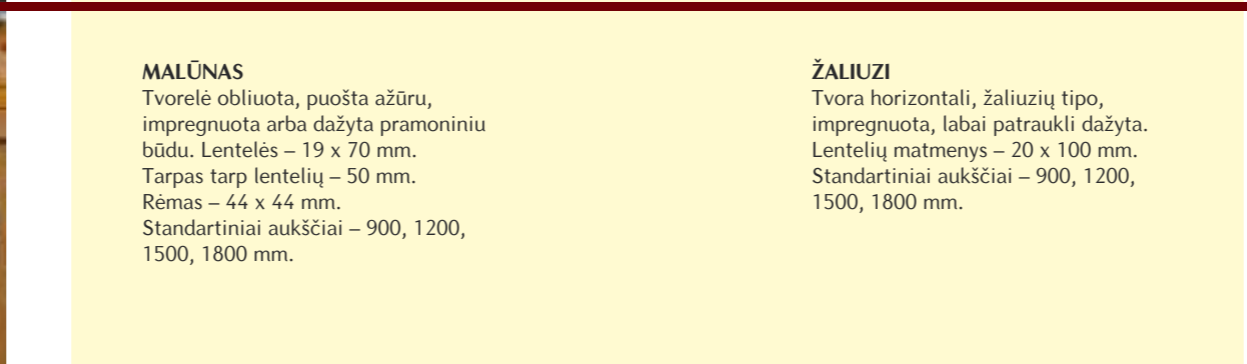 MALŪNAS
Tvorelė obliuota, puošta ažūru,
impregnuota arba dažyta pramoniniu
būdu. Lentelės – 19 x 70 mm.
Tarpas tarp lentelių – 50 mm.
Rėmas – 44 x 44 mm.
Standartiniai aukščiai – 900, 1200,
1500, 1800 mm.
ŽALIUZI
Tvora horizontali, žaliuzių tipo,
impregnuota, labai patraukli dažyta.
Lentelių matmenys – 20 x 100 mm.
Standartiniai aukščiai – 900, 1200,
1500, 1800 mm.